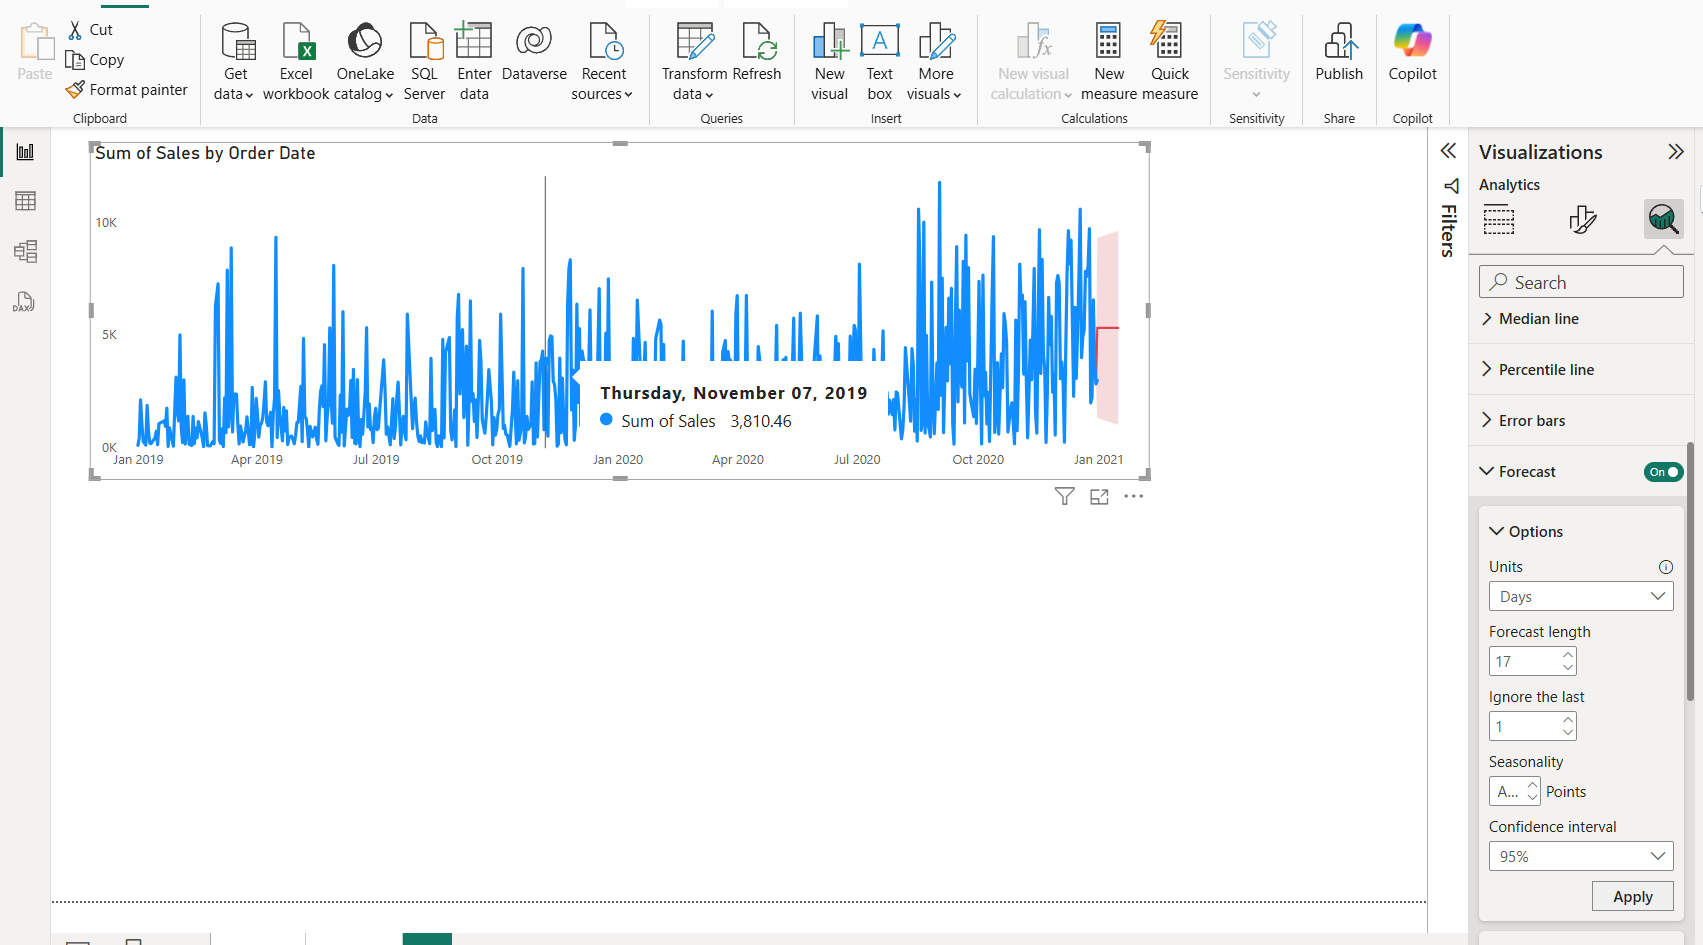 Paste
Cut
Copy
Format painter
Clipboard
Get data
Excel workbook
OneLake catalog
SQL Server
Enter data
Dataverse
Recent sources
Data
Transform data
Refresh
Queries
New visual
Text box
More visuals
Insert
New visual calculation
New measure
Quick measure
Calculations
Sensitivity
Sensitivity
Publish
Share
Copilot
Copilot
DAX
Sum of Sales by Order Date
10K
5K
0K
Jan 2019
Apr 2019
Jul 2019
Oct 2019
Jan 2020
Apr 2020
Jul 2020
Oct 2020
Jan 2021
Thursday, November 07, 2019
Sum of Sales 3,810.46
Filters
Visualizations
Analytics
Search
Median line
Percentile line
Error bars
Forecast
On
Options
Units
Days
Forecast length
17
Ignore the last
1
Seasonality
A... Points
Confidence interval
95%
Apply